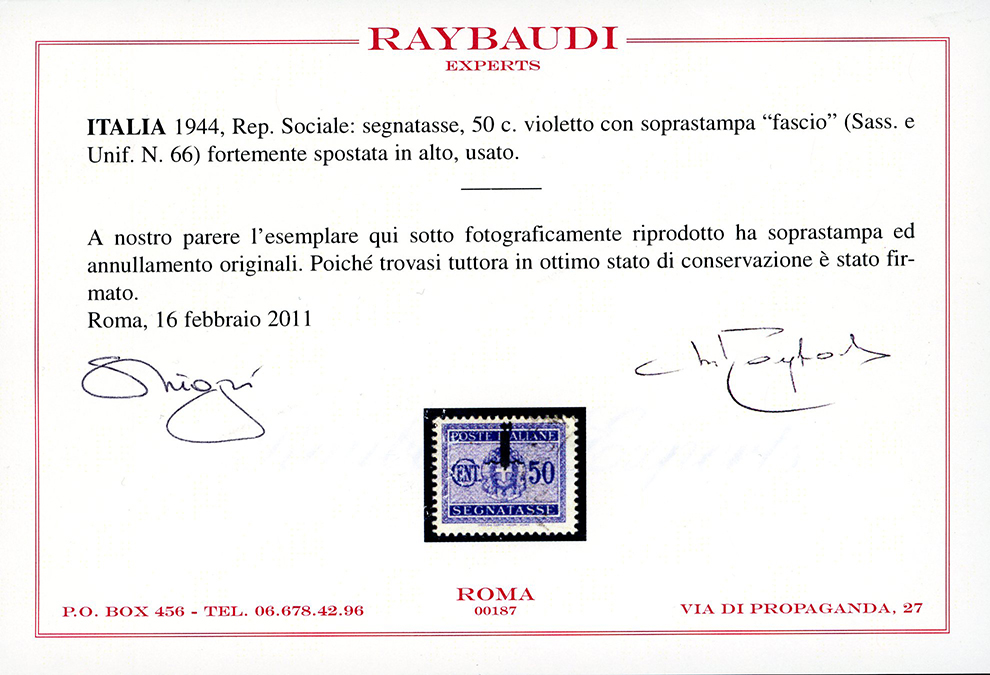 RAYBAUDI
EXPERTS
ITALIA 1944, Rep. Sociale: segnatasse, 50 c. violetto con soprastampa “fascio” (Sass. e
Unif. N. 66) fortemente spostata in alto, usato.
A nostro parere l’esemplare qui sotto fotograficamente riprodotto ha soprastampa ed
annullamento originali. Poiché trovasi tuttora in ottimo stato di conservazione è stato fir-
mato.
Roma, 16 febbraio 2011
POSTE ITALIANE
CENT. 50
SEGNATASSE
ROMA
00187
P.O. BOX 456 - TEL. 06.678.42.96
VIA DI PROPAGANDA, 27